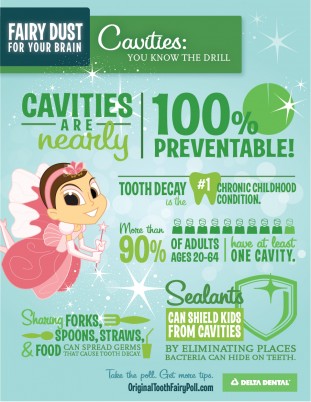 FAIRY DUST
FOR YOUR BRAIN
Cavities:
YOU KNOW THE DRILL
CAVITIES
ARE
nearly
100%
PREVENTABLE!
TOOTH DECAY
is the
#1
CHRONIC CHILDHOOD
CONDITION.
More than
90%
OF ADULTS
AGES 20-64
have at least
ONE CAVITY.
Sharing FORKS,
SPOONS, STRAWS,
& FOOD CAN SPREAD GERMS
THAT CAUSE TOOTH DECAY
Sealants
CAN SHIELD KIDS
FROM CAVITIES
BY ELIMINATING PLACES
BACTERIA CAN HIDE ON TEETH.
Take the poll. Get more tips.
OriginalToothFairyPoll.com
DELTA DENTAL